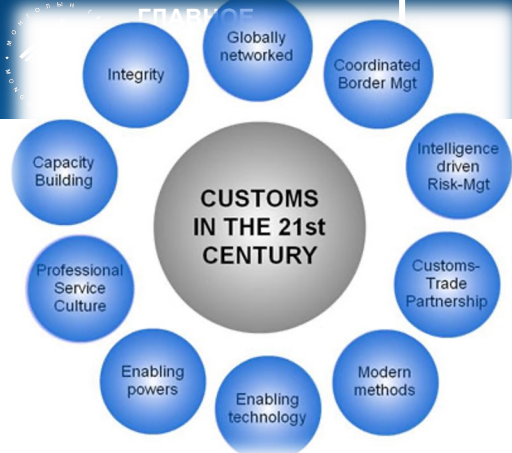 ГЛАВНОЕ
Globally
networked
Coordinated
Border Mgt
Intelligence
driven
Risk-Mgt
Customs-
Trade
Partnership
Modern
methods
Enabling
technology
Enabling
powers
Professional
Service
Culture
Capacity
Building
Integrity
CUSTOMS
IN THE 21st
CENTURY